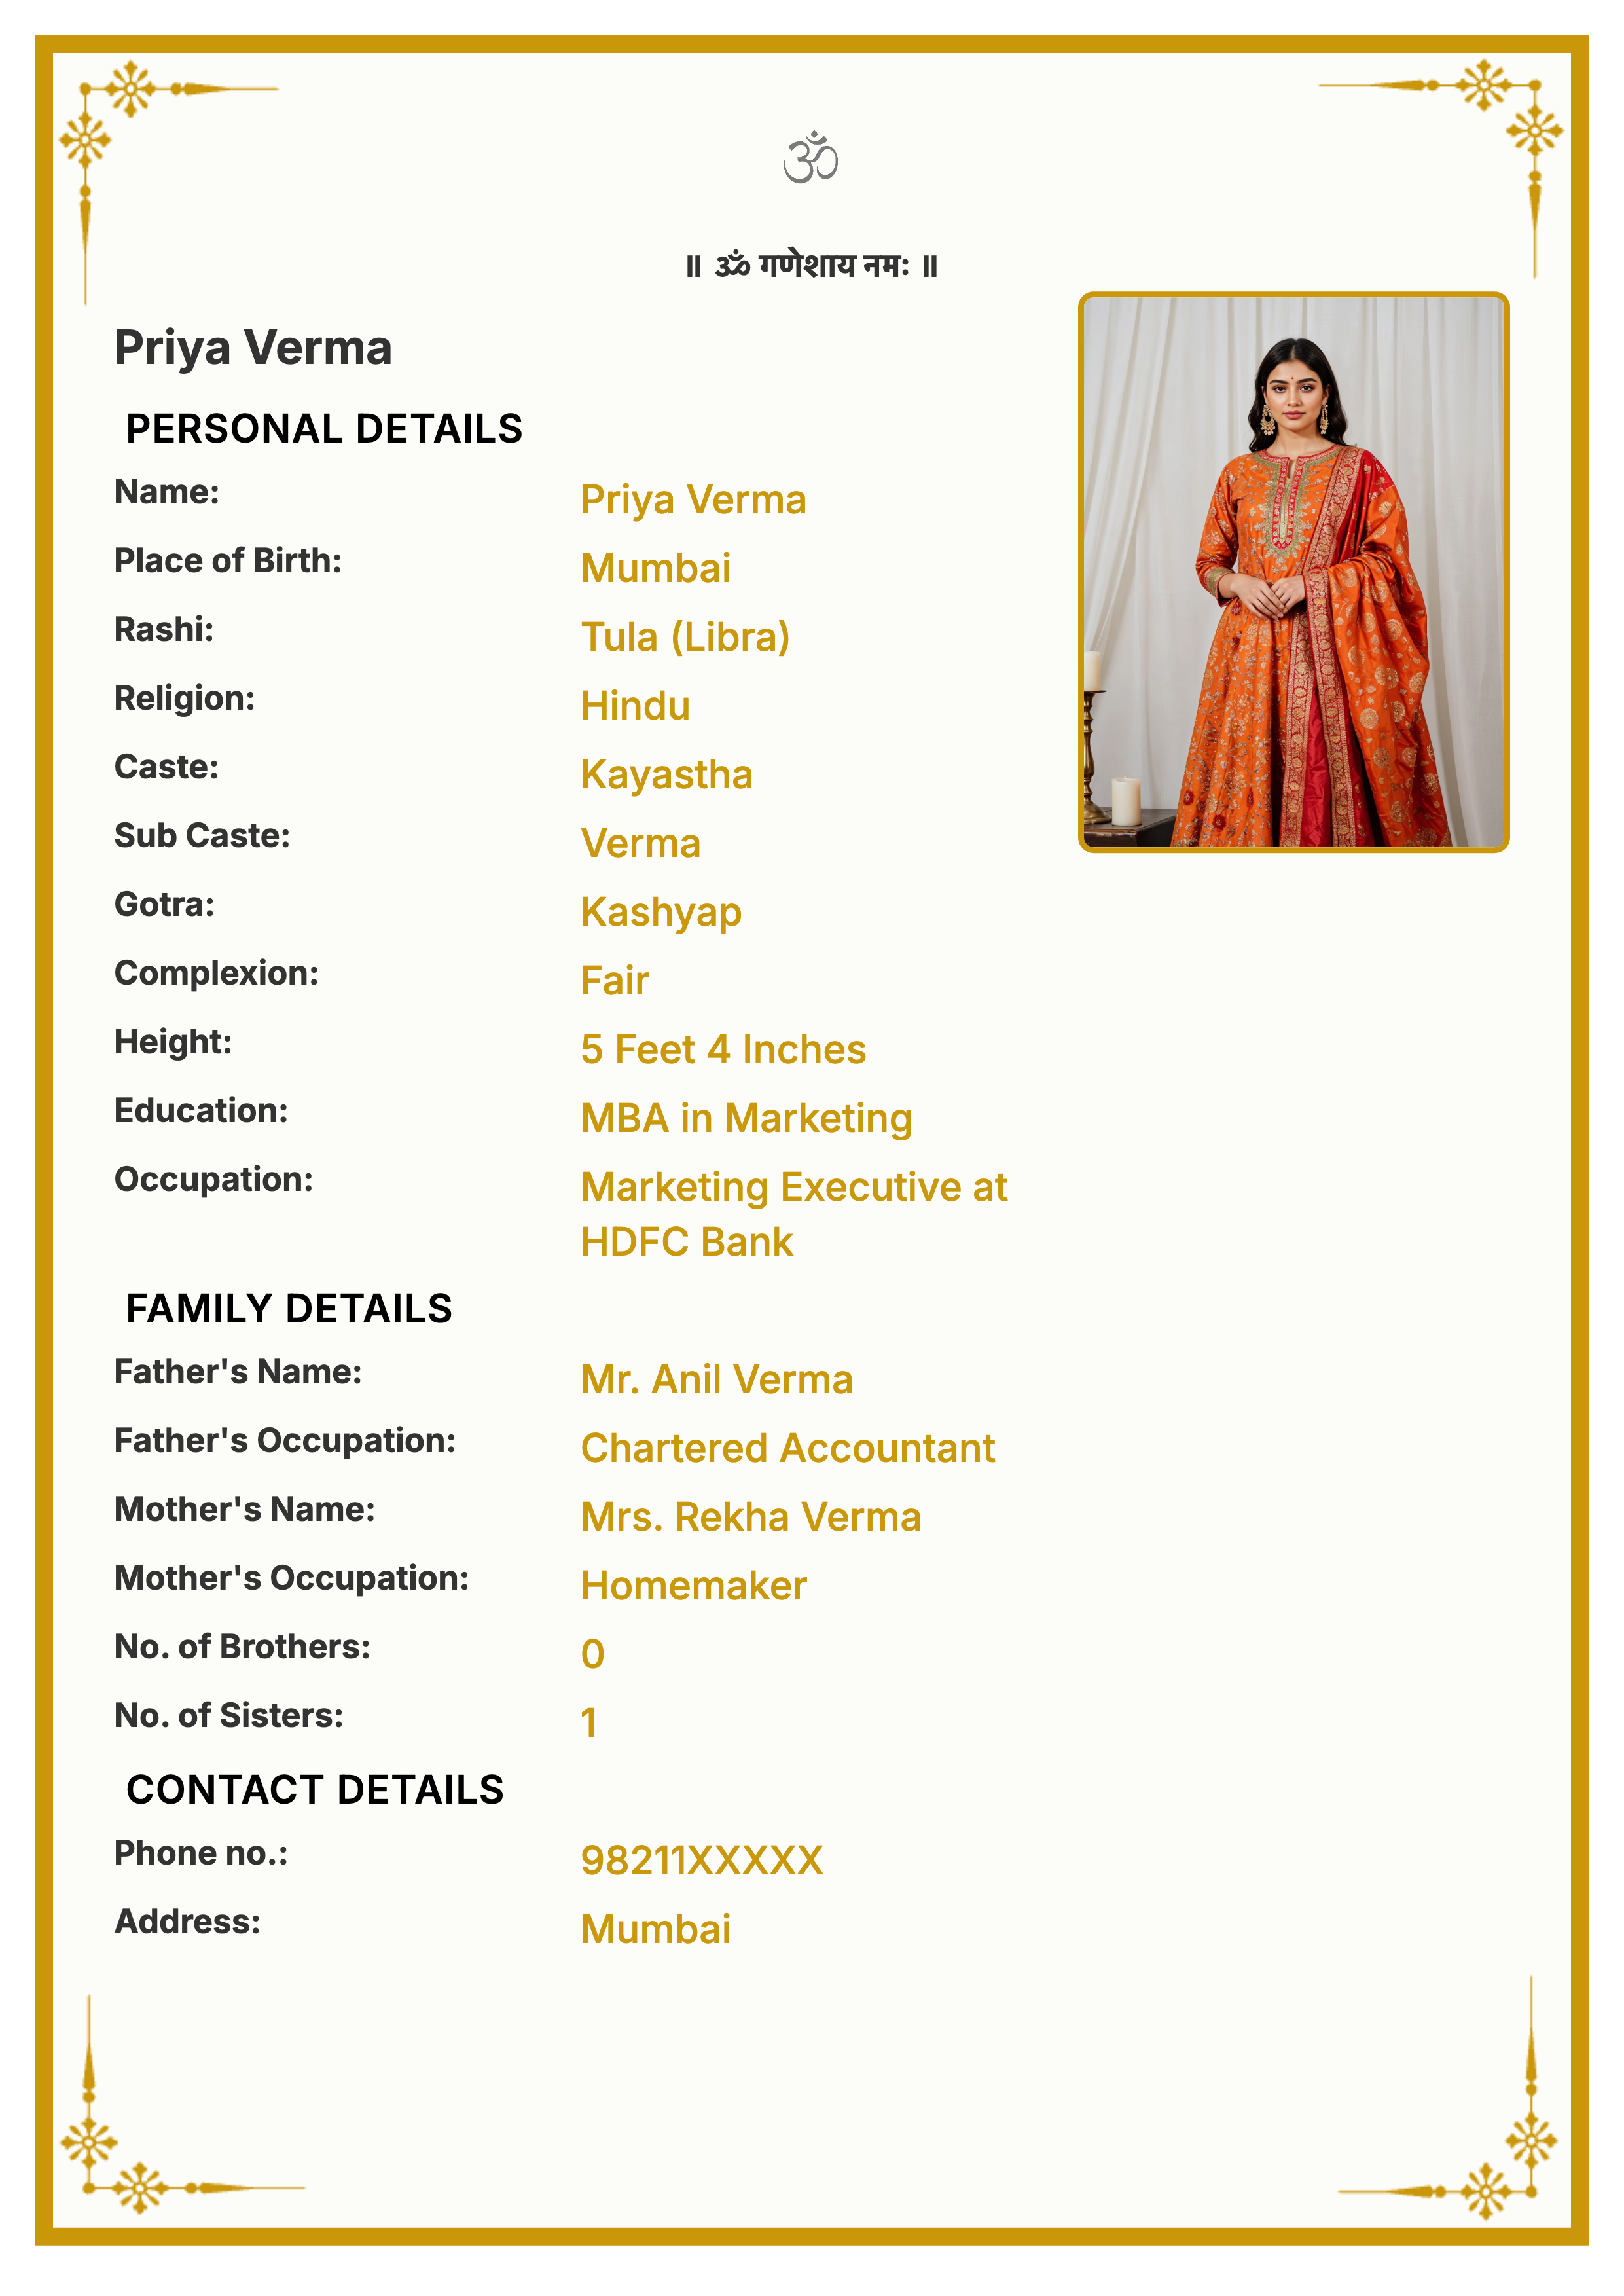 ॐ
॥ ॐ गणेशाय नमः ॥
Priya Verma
PERSONAL DETAILS
Name: Priya Verma
Place of Birth: Mumbai
Rashi: Tula (Libra)
Religion: Hindu
Caste: Kayastha
Sub Caste: Verma
Gotra: Kashyap
Complexion: Fair
Height: 5 Feet 4 Inches
Education: MBA in Marketing
Occupation: Marketing Executive at
HDFC Bank
FAMILY DETAILS
Father's Name: Mr. Anil Verma
Father's Occupation: Chartered Accountant
Mother's Name: Mrs. Rekha Verma
Mother's Occupation: Homemaker
No. of Brothers: 0
No. of Sisters: 1
CONTACT DETAILS
Phone no.: 98211XXXXX
Address: Mumbai